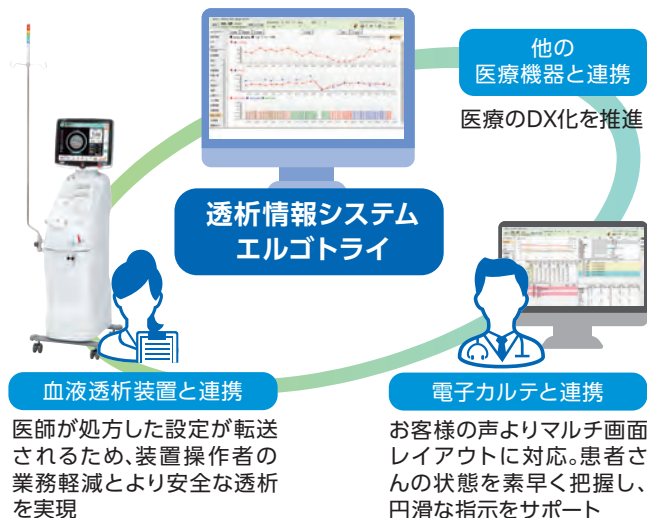 他の
医療機器と連携
医療のDX化を推進
透析情報システム
エルゴトライ
血液透析装置と連携
医師が処方した設定が転送
されるため、装置操作者の
業務軽減とより安全な透析
を実現
電子カルテと連携
お客様の声よりマルチ画面
レイアウトに対応。患者さ
んの状態を素早く把握し、
円滑な指示をサポート